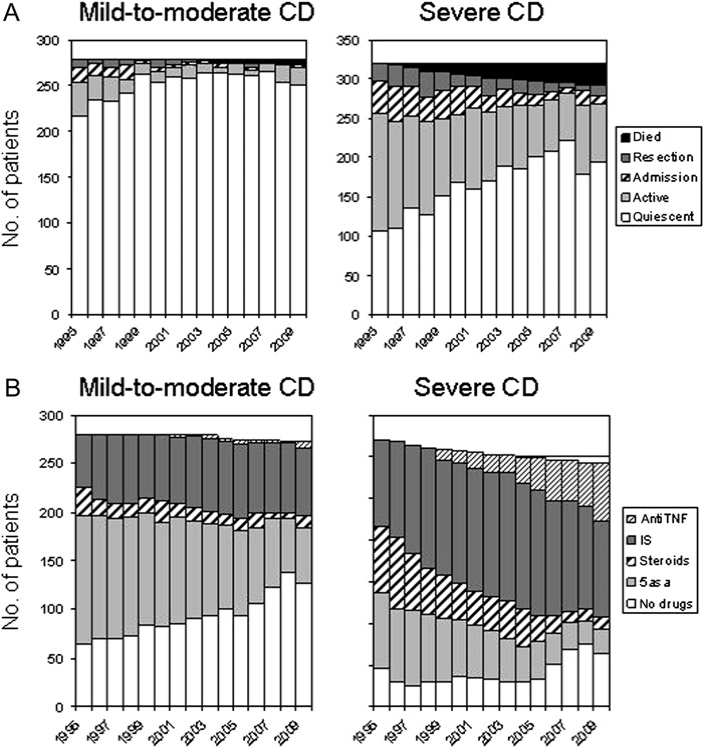 A
Mild-to-moderate CD
Severe CD
No. of patients
300
250
200
150
100
50
0
1995 1997 1999 2001 2003 2005 2007 2009
350
300
250
200
150
100
50
0
1995 1997 1999 2001 2003 2005 2007 2009
Died
Resection
Admission
Active
Quiescent
B
Mild-to-moderate CD
Severe CD
No. of patients
300
250
200
150
100
50
0
1995 1997 1999 2001 2003 2005 2007 2009
1995 1997 1999 2001 2003 2005 2007 2009
AntiTNF
IS
Steroids
5asa
No drugs